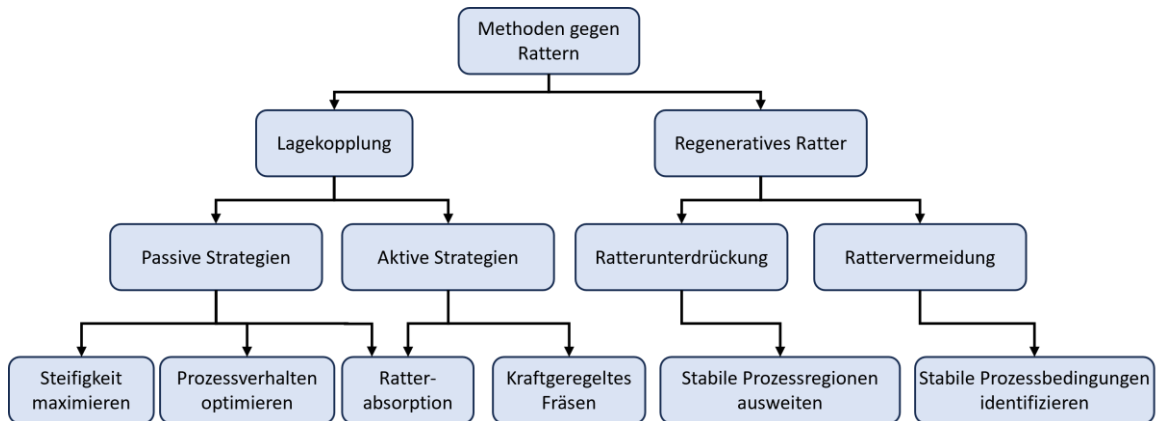 Methoden gegen
Rattern
Lagekopplung
Regeneratives Ratter
Passive Strategien
Aktive Strategien
Ratterunterdrückung
Rattervermeidung
Steifigkeit
maximieren
Prozessverhalten
optimieren
Ratter-
absorption
Kraftgeregeltes
Fräsen
Stabile Prozessregionen
ausweiten
Stabile Prozessbedingungen
identifizieren